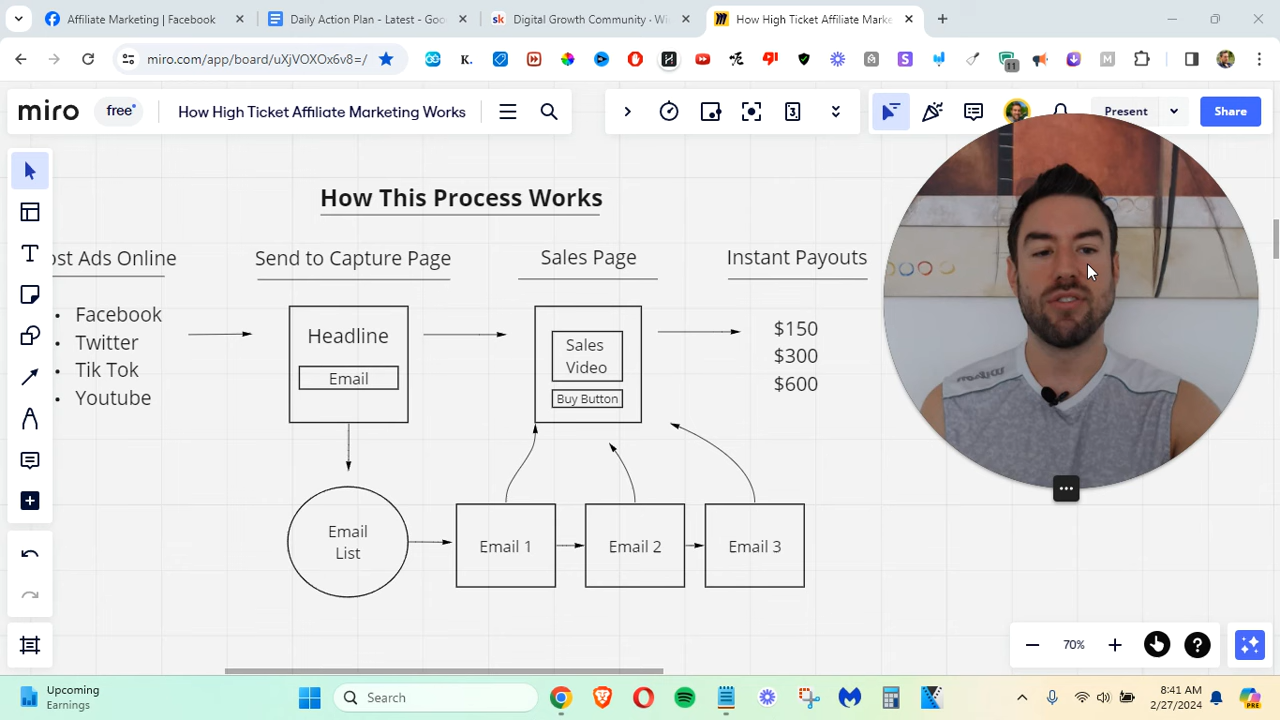 Affiliate Marketing | Facebook
Daily Action Plan - Latest - Goo
Digital Growth Community - Wi
How High Ticket Affiliate Marke
miro.com/app/board/uXjVOXOx6v8=/
11
miro
free
How High Ticket Affiliate Marketing Works
Present
Share
How This Process Works
ost Ads Online
Send to Capture Page
Sales Page
Instant Payouts
• Facebook
• Twitter
• Tik Tok
• Youtube
Headline
Email
Sales
Video
Buy Button
$150
$300
$600
Email
List
Email 1
Email 2
Email 3
70%
Upcoming
Earnings
Search
8:41 AM
2/27/2024